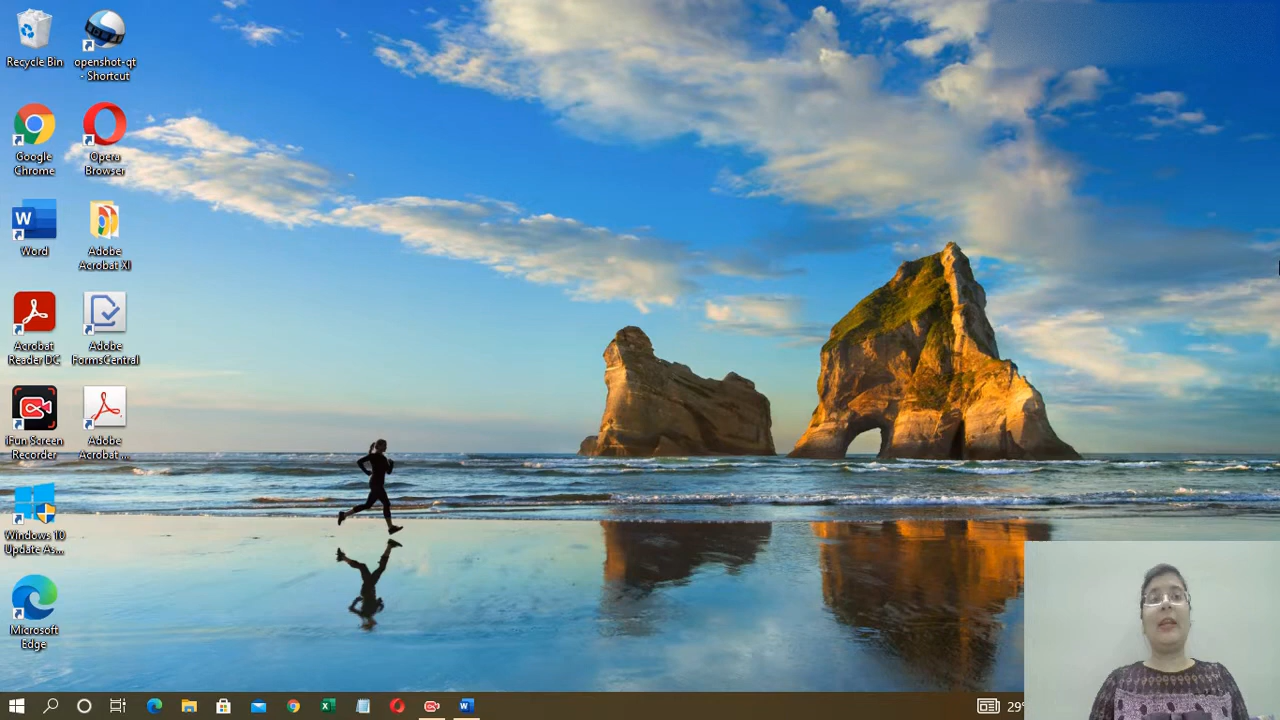 Recycle Bin
openshot-qt
- Shortcut
Google
Chrome
Opera
Browser
Word
Adobe
Acrobat XI
Acrobat
Reader DC
Adobe
FormsCentral
iFun Screen
Recorder
Adobe
Acrobat ...
Windows 10
Update As...
Microsoft
Edge
29°